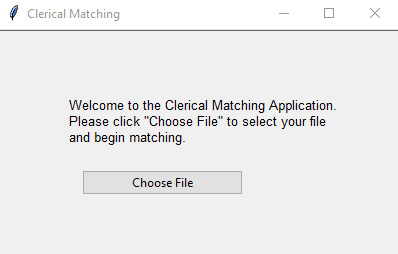 Clerical Matching
Welcome to the Clerical Matching Application.
Please click "Choose File" to select your file
and begin matching.
Choose File